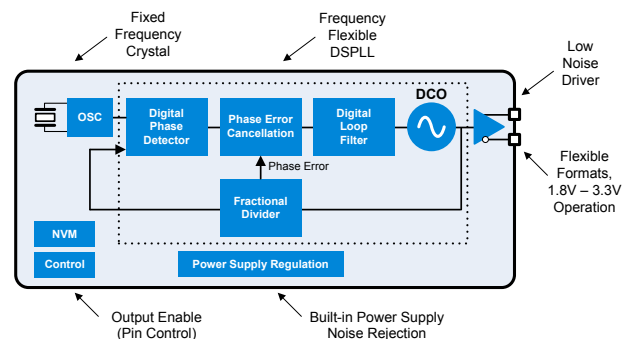 Fixed
Frequency
Crystal
Frequency
Flexible
DSPLL
Low
Noise
Driver
OSC
Digital
Phase
Detector
Phase Error
Cancellation
Digital
Loop
Filter
DCO
Phase Error
Fractional
Divider
Flexible
Formats,
1.8V – 3.3V
Operation
NVM
Control
Power Supply Regulation
Output Enable
(Pin Control)
Built-in Power Supply
Noise Rejection